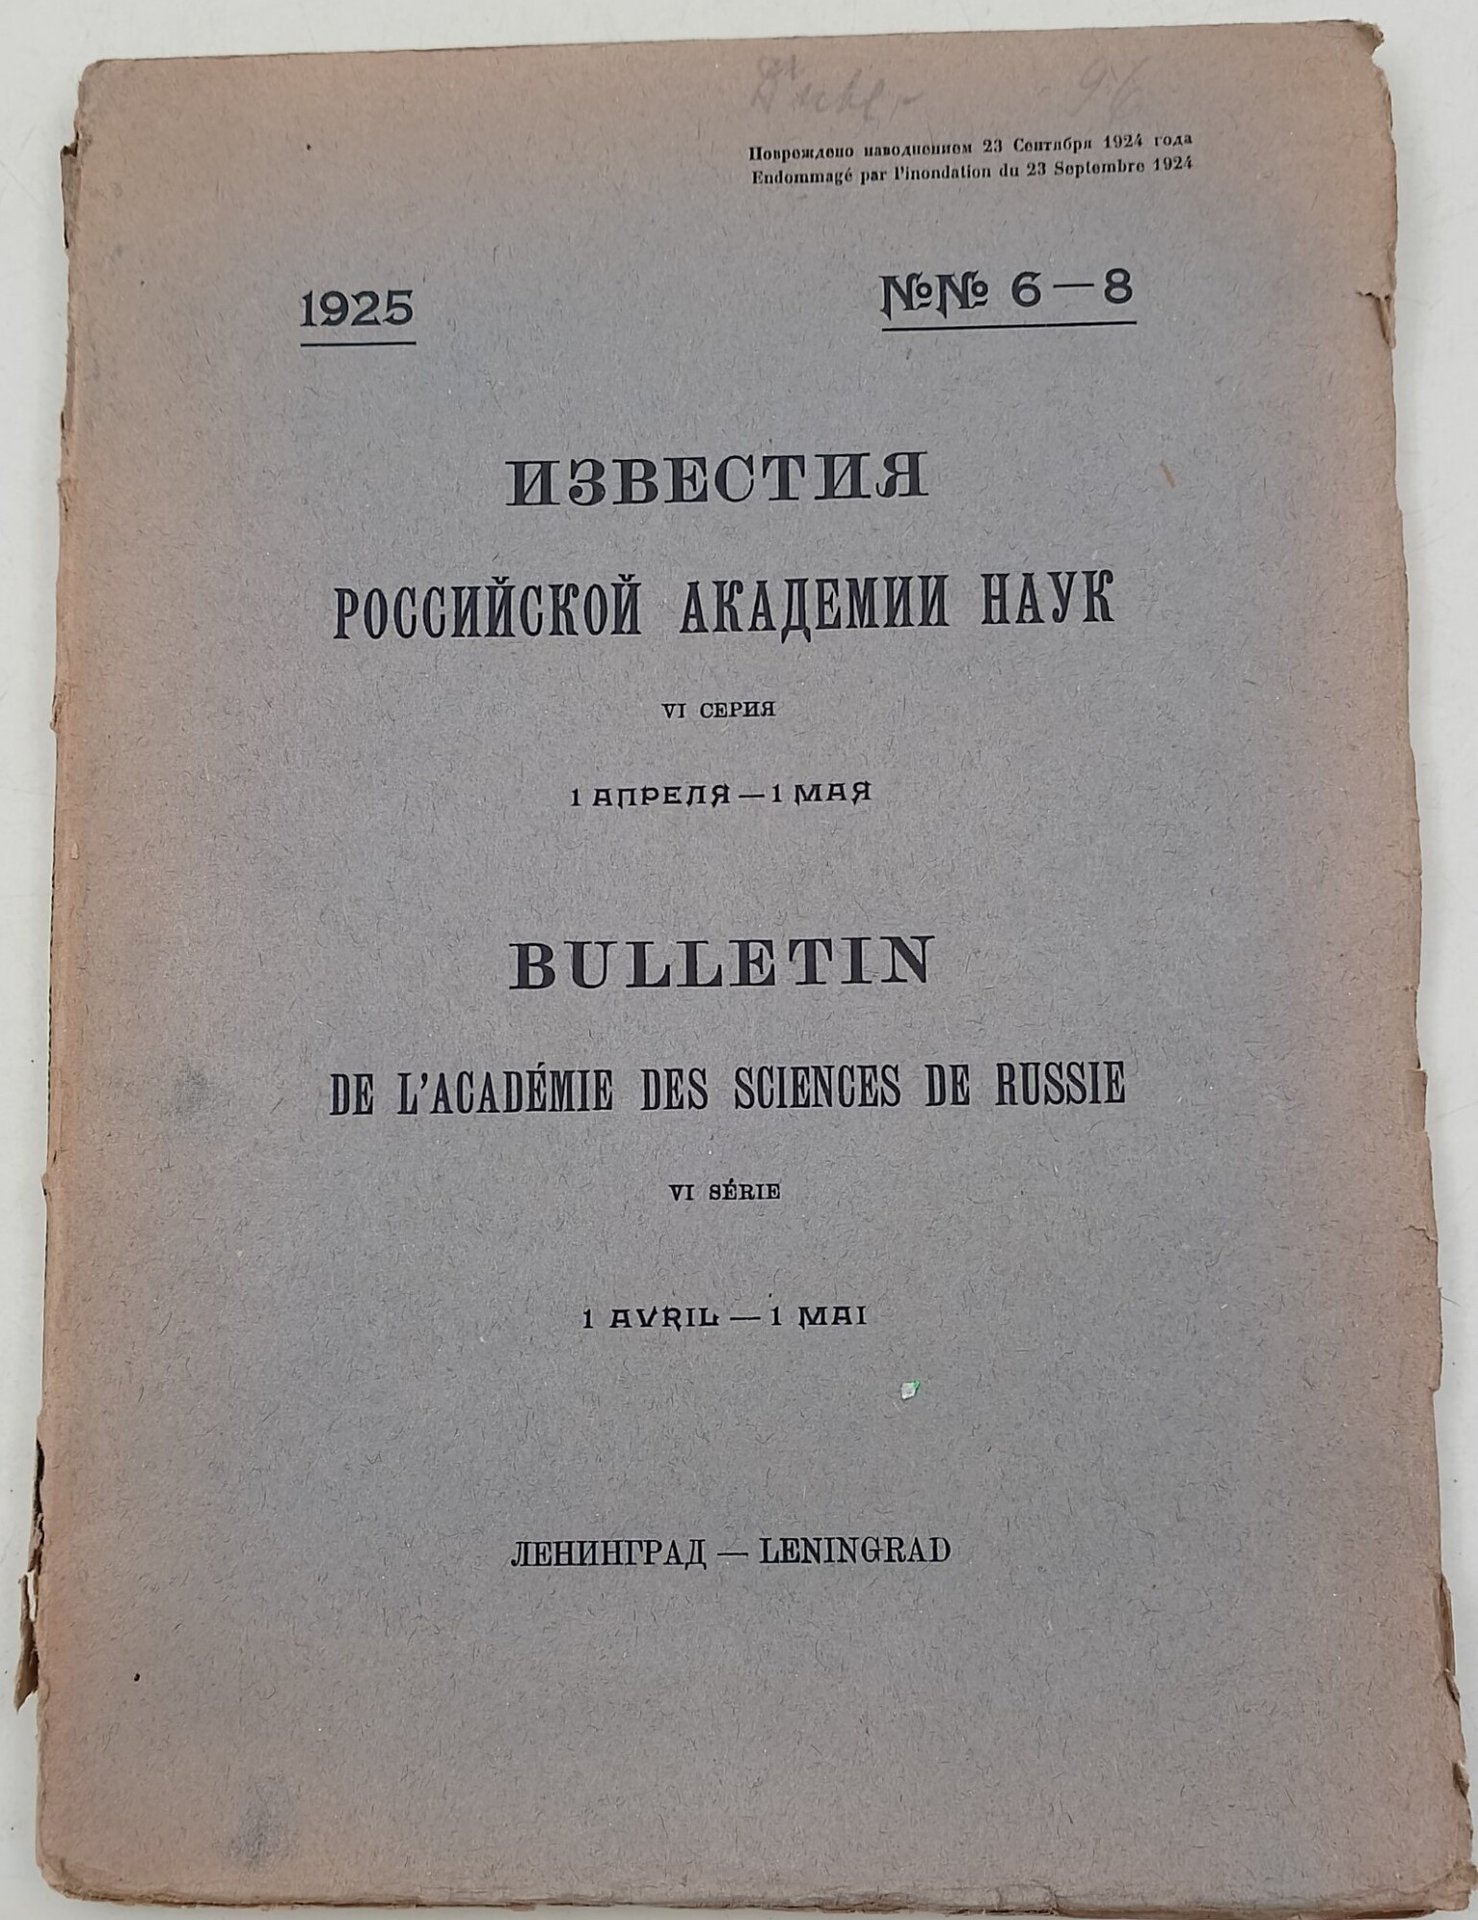 Повреждено наводнением 23 Сентября 1924 года
Endommagé par l'inondation du 23 Septembre 1924
1925 №№ 6—8
ИЗВЕСТИЯ
РОССИЙСКОЙ АКАДЕМИИ НАУК
VI СЕРИЯ
1 АПРЕЛЯ — 1 МАЯ
BULLETIN
DE L'ACADÉMIE DES SCIENCES DE RUSSIE
VI SÉRIE
1 AVRIL — 1 MAI
ЛЕНИНГРАД — LENINGRAD